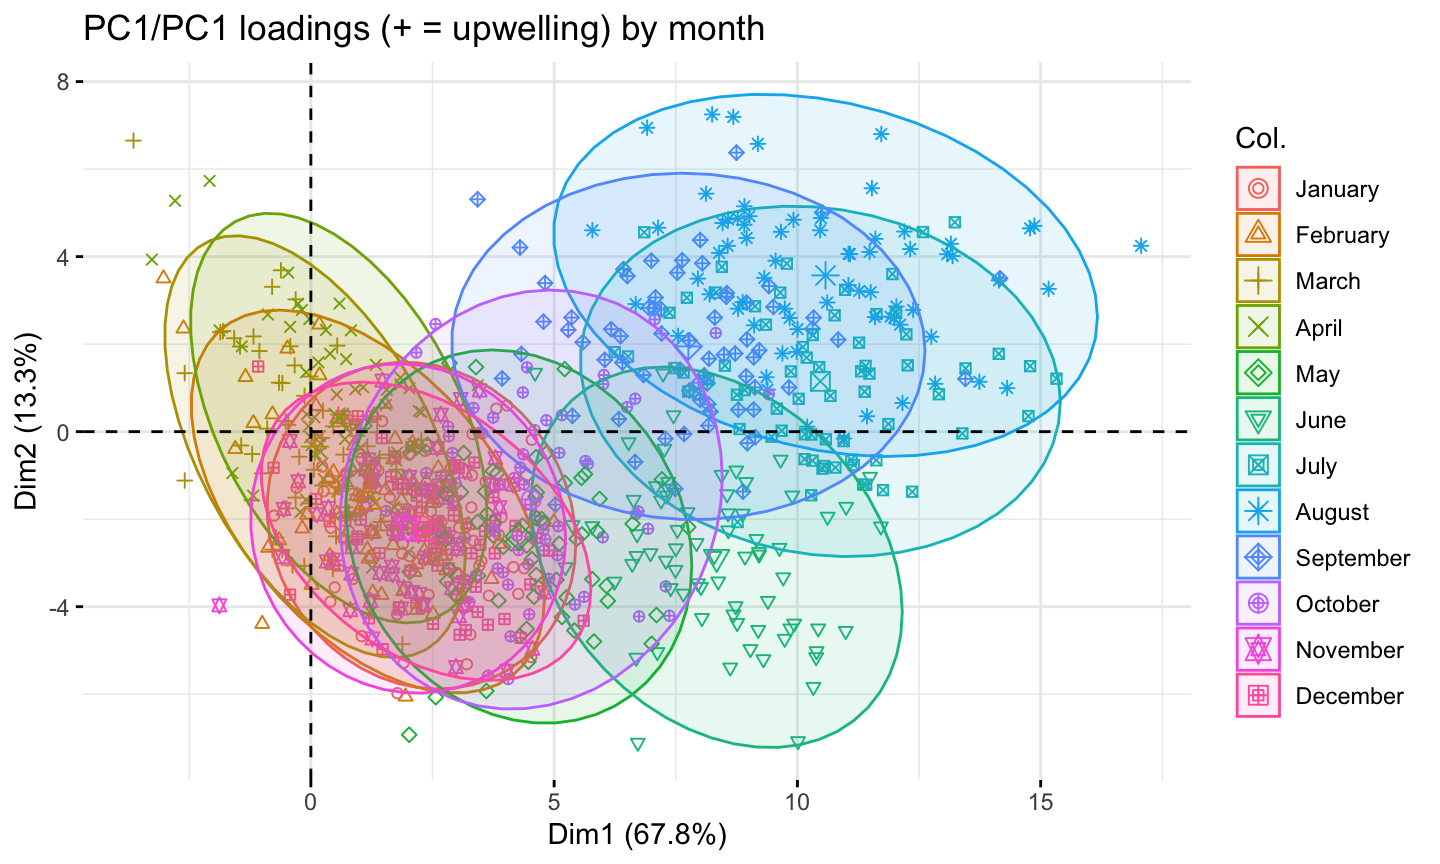 PC1/PC1 loadings (+ = upwelling) by month
8
4
0
-4
Dim2 (13.3%)
0
5
10
15
Dim1 (67.8%)
Col.
January
February
March
April
May
June
July
August
September
October
November
December